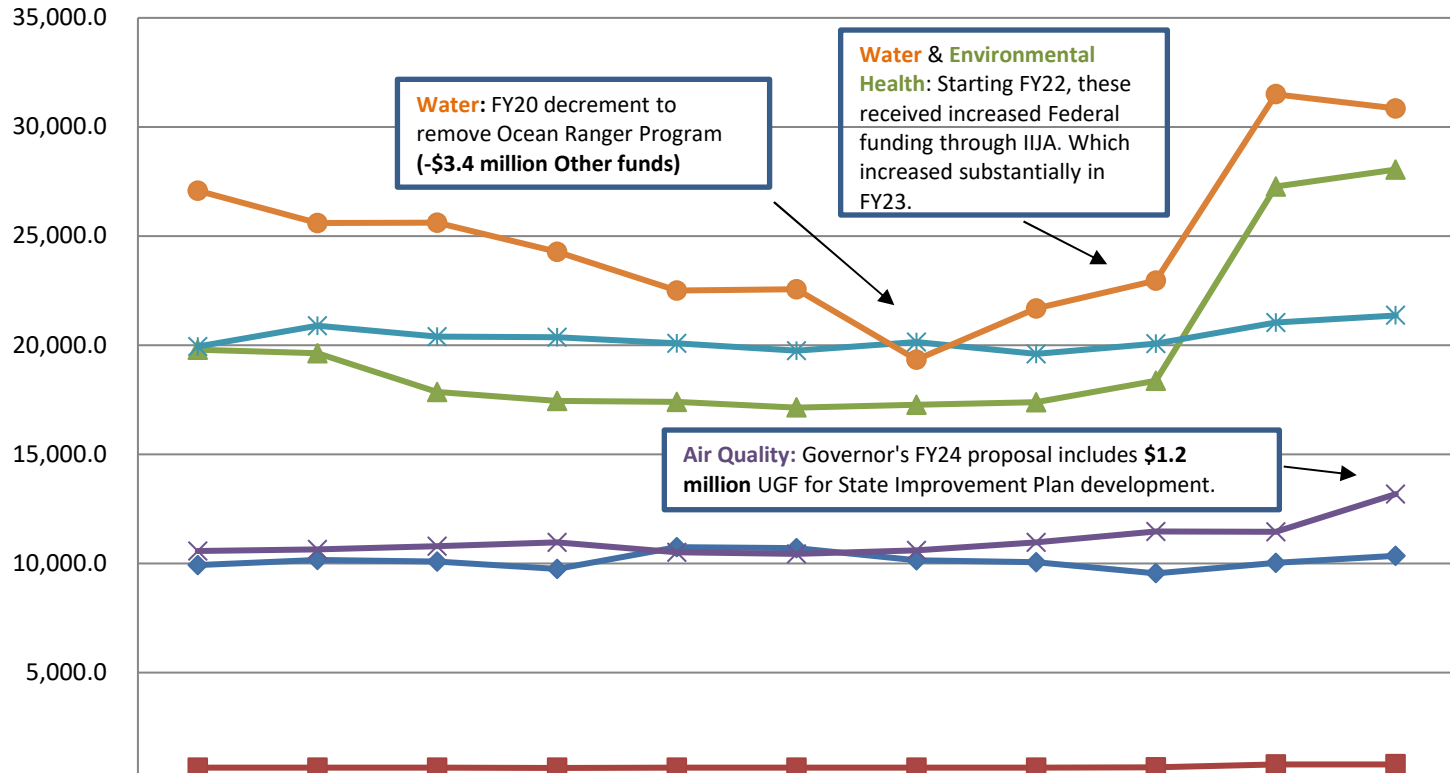 35,000.0
30,000.0
25,000.0
20,000.0
15,000.0
10,000.0
5,000.0
Water: FY20 decrement to
remove Ocean Ranger Program
(-$3.4 million Other funds)
Water & Environmental
Health: Starting FY22, these
received increased Federal
funding through IIJA. Which
increased substantially in
FY23.
Air Quality: Governor's FY24 proposal includes $1.2
million UGF for State Improvement Plan development.